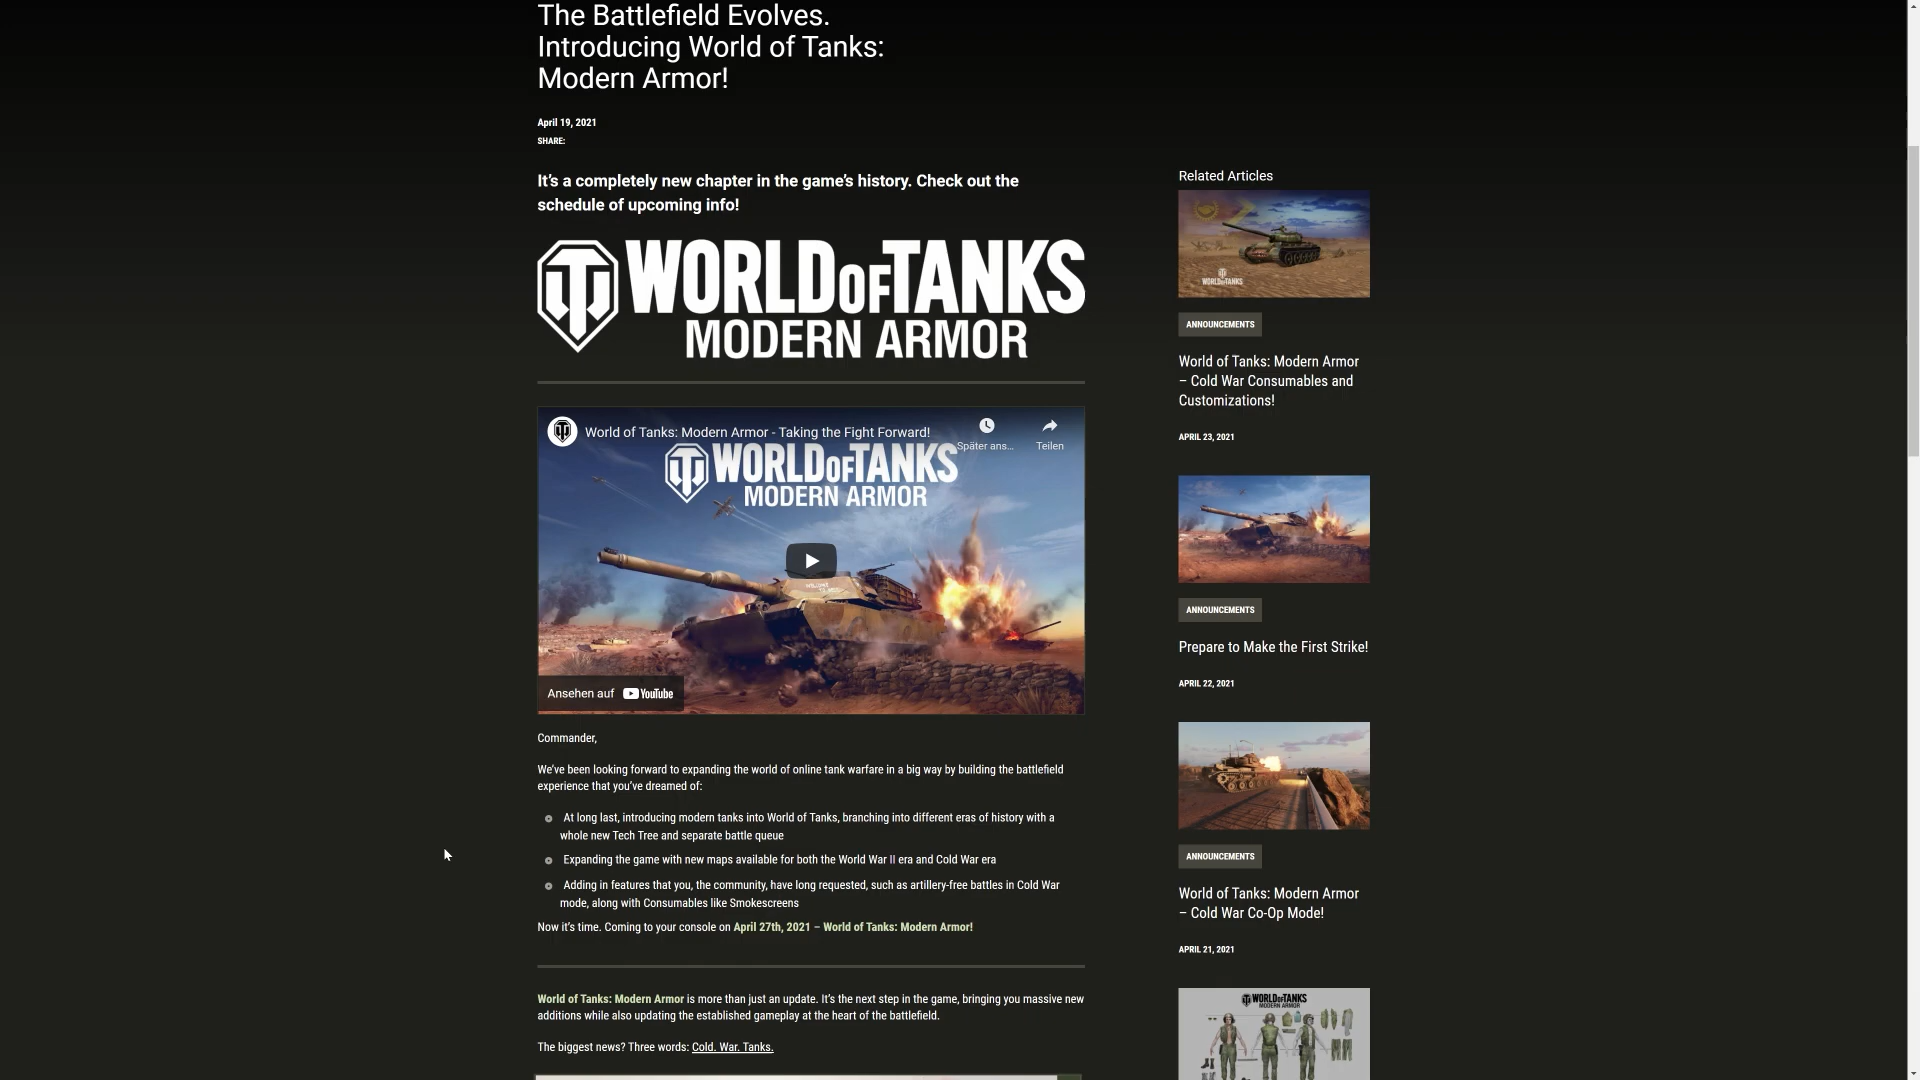 The Battlefield Evolves.
Introducing World of Tanks:
Modern Armor!
April 19, 2021
SHARE:
It’s a completely new chapter in the game’s history. Check out the
schedule of upcoming info!
WORLD OF TANKS
MODERN ARMOR
World of Tanks: Modern Armor - Taking the Fight Forward!
Später ans...
Teilen
WORLD OF TANKS
MODERN ARMOR
Ansehen auf YouTube
Commander,
We’ve been looking forward to expanding the world of online tank warfare in a big way by building the battlefield
experience that you’ve dreamed of:
At long last, introducing modern tanks into World of Tanks, branching into different eras of history with a
whole new Tech Tree and separate battle queue
Expanding the game with new maps available for both the World War II era and Cold War era
Adding in features that you, the community, have long requested, such as artillery-free battles in Cold War
mode, along with Consumables like Smokescreens
Now it’s time. Coming to your console on April 27th, 2021 – World of Tanks: Modern Armor!
World of Tanks: Modern Armor is more than just an update. It’s the next step in the game, bringing you massive new
additions while also updating the established gameplay at the heart of the battlefield.
The biggest news? Three words: Cold. War. Tanks.
Related Articles
WORLD OF TANKS
ANNOUNCEMENTS
World of Tanks: Modern Armor
– Cold War Consumables and
Customizations!
APRIL 23, 2021
ANNOUNCEMENTS
Prepare to Make the First Strike!
APRIL 22, 2021
ANNOUNCEMENTS
World of Tanks: Modern Armor
– Cold War Co-Op Mode!
APRIL 21, 2021
WORLD OF TANKS
MODERN ARMOR